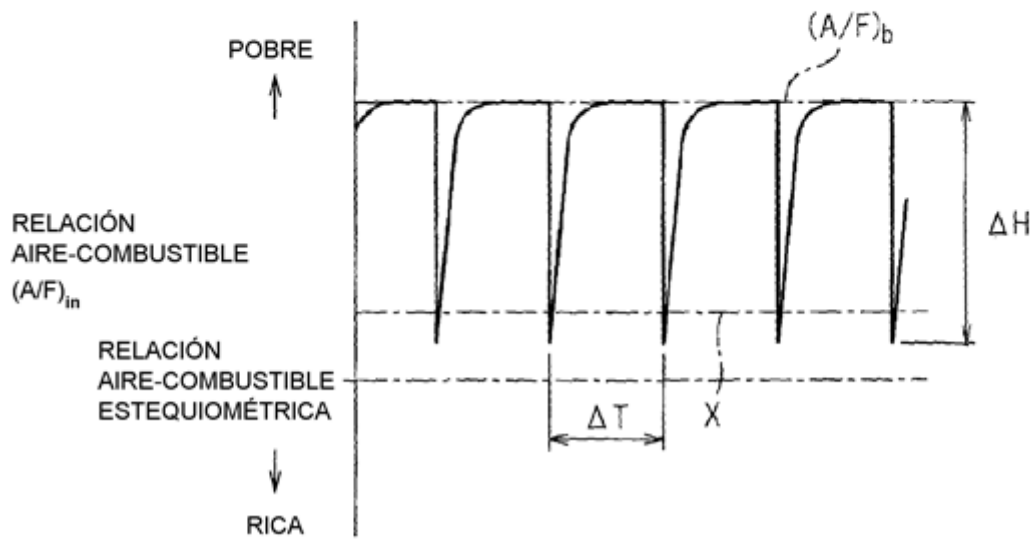 POBRE
(A/F)b
RELACIÓN
AIRE-COMBUSTIBLE
(A/F)in
ΔH
RELACIÓN
AIRE-COMBUSTIBLE
ESTEQUIOMÉTRICA
ΔT
X
RICA